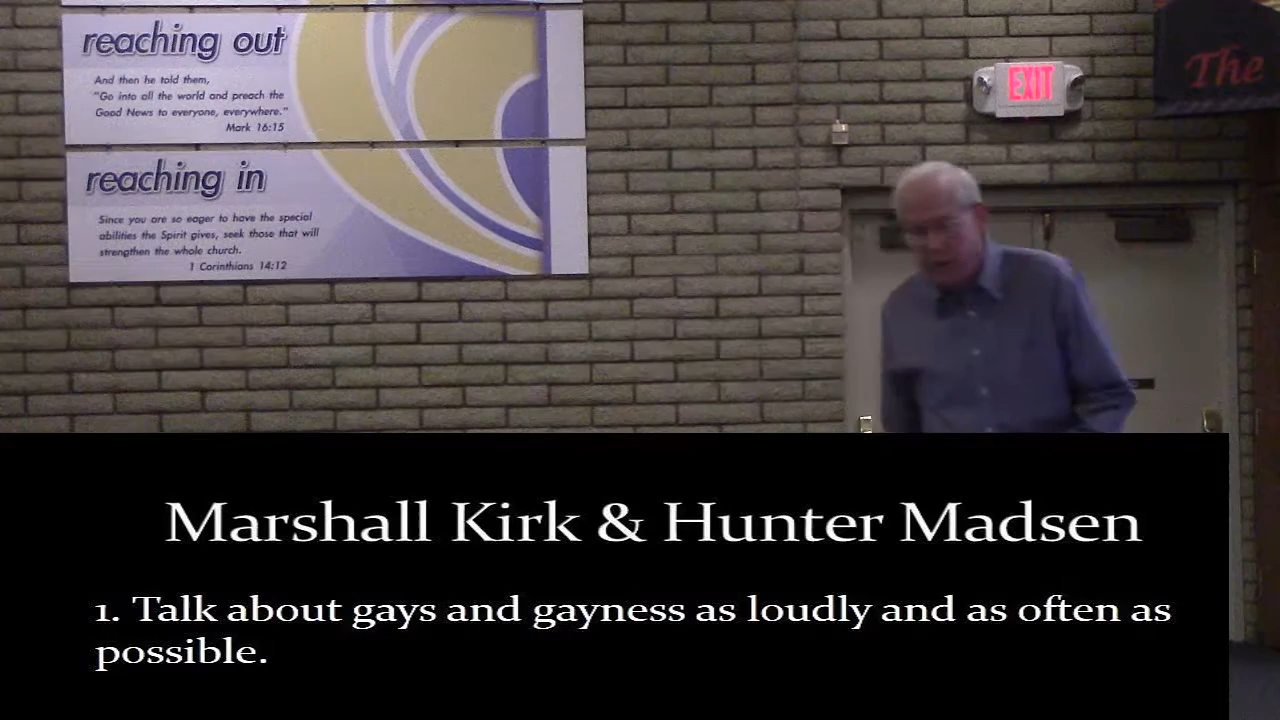 reaching out
And then he told them,
"Go into all the world and preach the
Good News to everyone, everywhere."
Mark 16:15
reaching in
Since you are so eager to have the special
abilities the Spirit gives, seek those that will
strengthen the whole church.
1 Corinthians 14:12
EXIT
The
Marshall Kirk & Hunter Madsen
1. Talk about gays and gayness as loudly and as often as
possible.